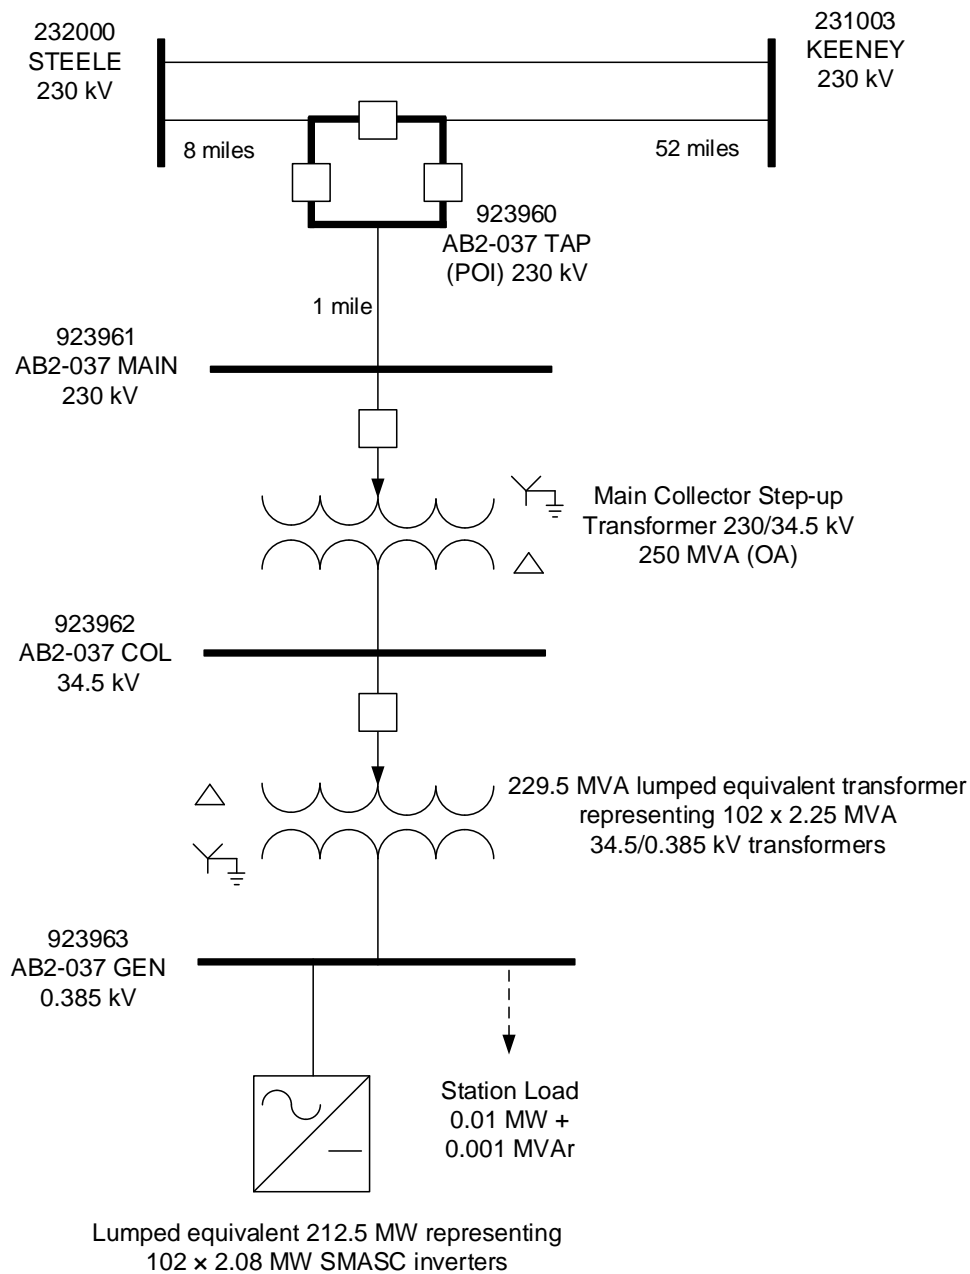 232000
STEELE
230 kV
231003
KEENEY
230 kV
8 miles
52 miles
923960
AB2-037 TAP
(POI) 230 kV
1 mile
923961
AB2-037 MAIN
230 kV
Main Collector Step-up
Transformer 230/34.5 kV
250 MVA (OA)
923962
AB2-037 COL
34.5 kV
229.5 MVA lumped equivalent transformer
representing 102 x 2.25 MVA
34.5/0.385 kV transformers
923963
AB2-037 GEN
0.385 kV
Station Load
0.01 MW +
0.001 MVAr
Lumped equivalent 212.5 MW representing
102 × 2.08 MW SMASC inverters